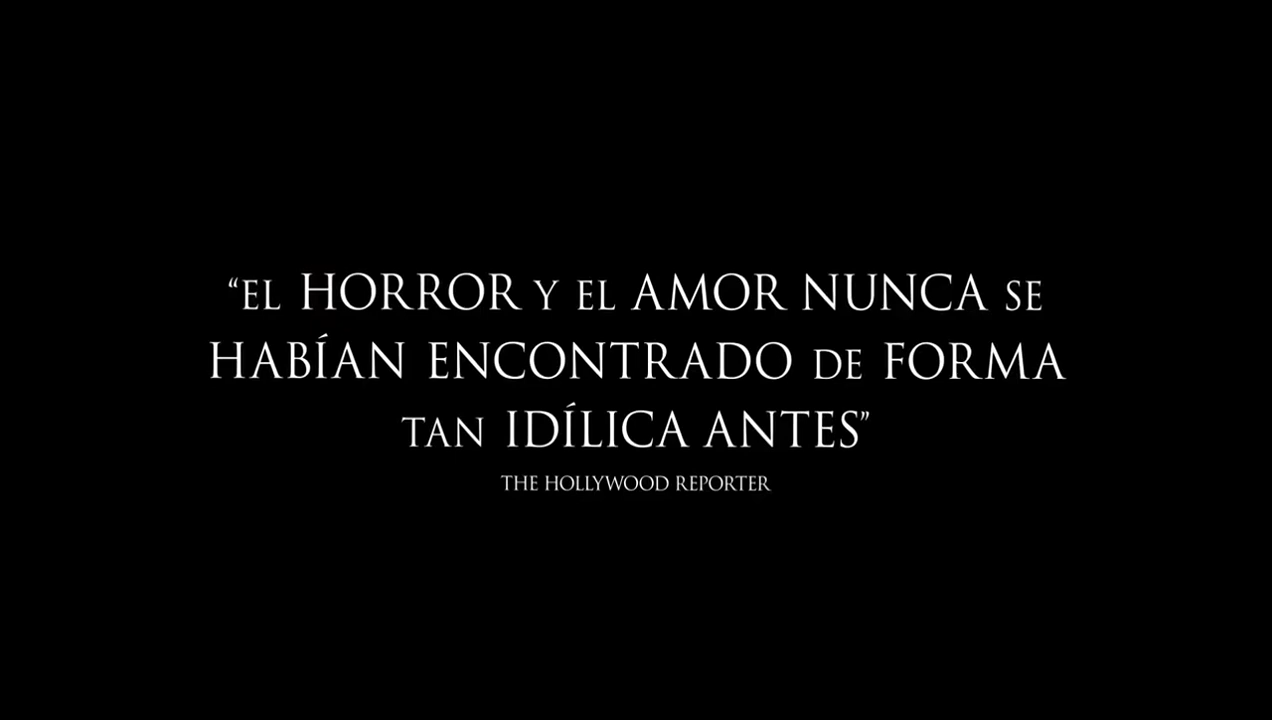 “EL HORROR Y EL AMOR NUNCA SE
HABÍAN ENCONTRADO DE FORMA
TAN IDÍLICA ANTES”
THE HOLLYWOOD REPORTER